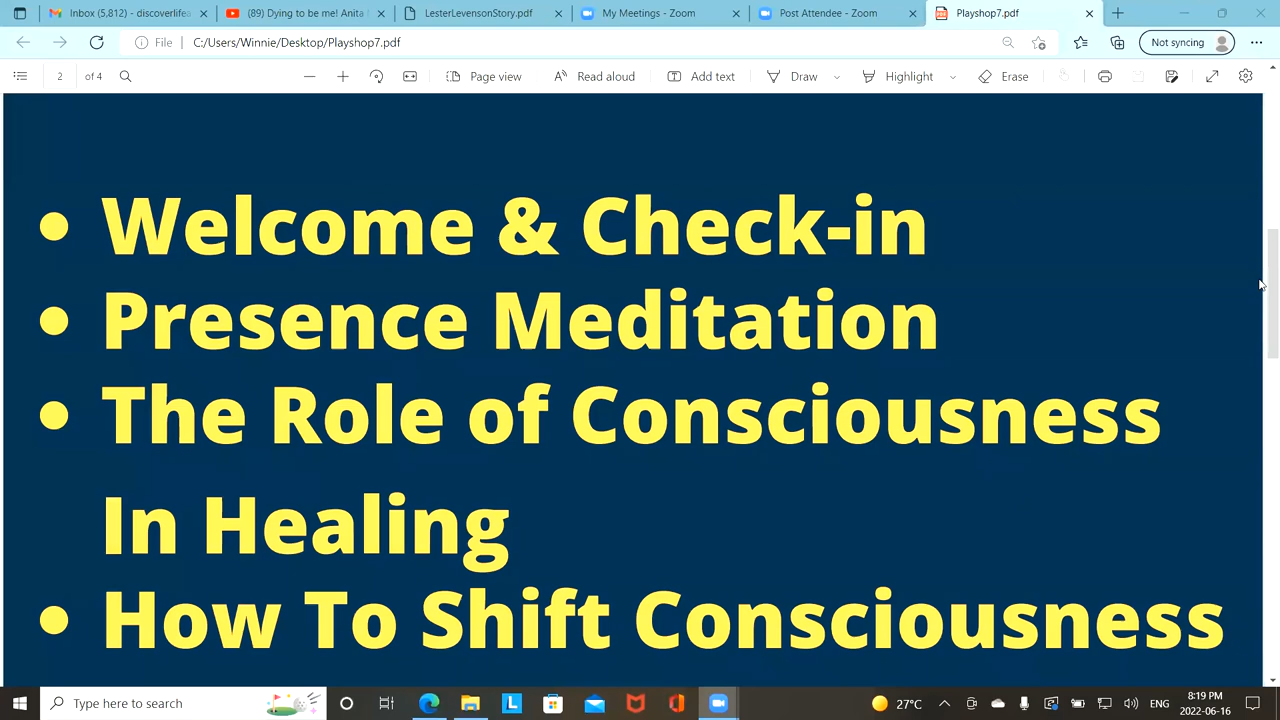 Inbox (5,812) - discoverlifea
(89) Dying to be me! Anita
LesterLevensonStory.pdf
My Meetings - Zoom
Post Attendee - Zoom
Playshop7.pdf
File
C:/Users/Winnie/Desktop/Playshop7.pdf
Not syncing
2 of 4
Page view
Read aloud
Add text
Draw
Highlight
Erase
• Welcome & Check-in
• Presence Meditation
• The Role of Consciousness
In Healing
• How To Shift Consciousness
Type here to search
27°C
ENG
8:19 PM
2022-06-16